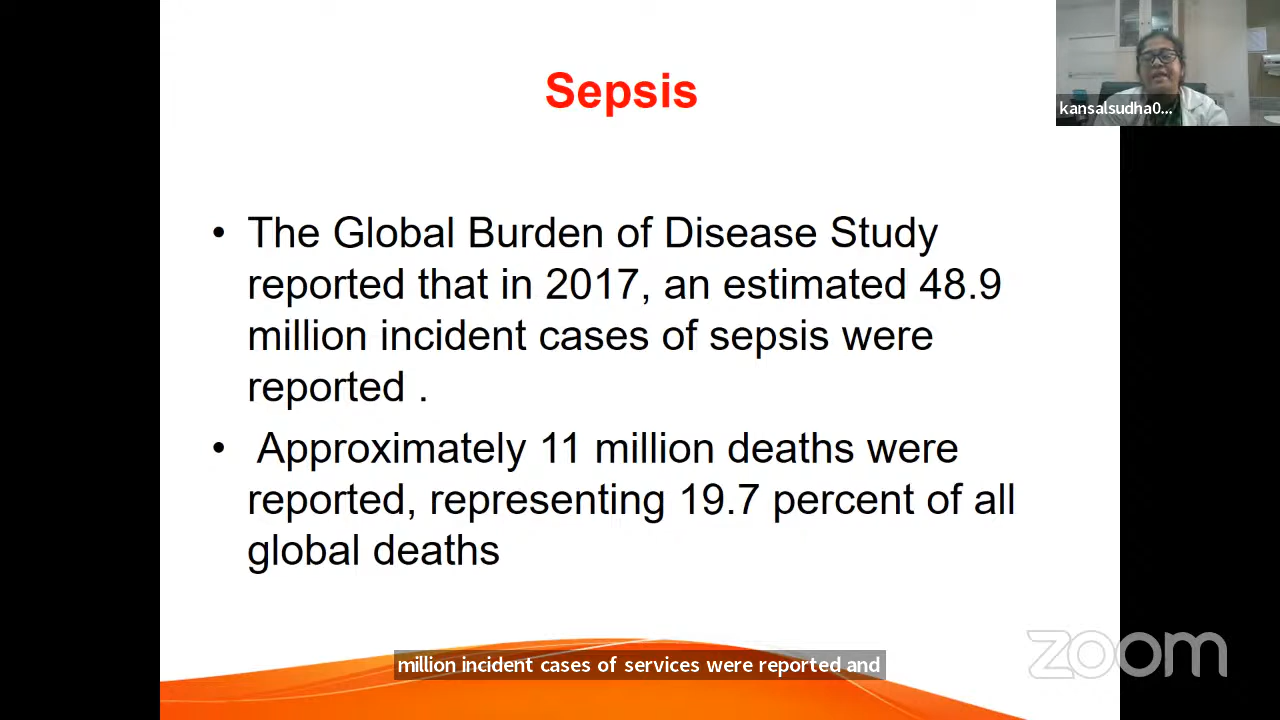 Sepsis
kansalsudha0...
• The Global Burden of Disease Study
reported that in 2017, an estimated 48.9
million incident cases of sepsis were
reported .
• Approximately 11 million deaths were
reported, representing 19.7 percent of all
global deaths
zoom
million incident cases of services were reported and